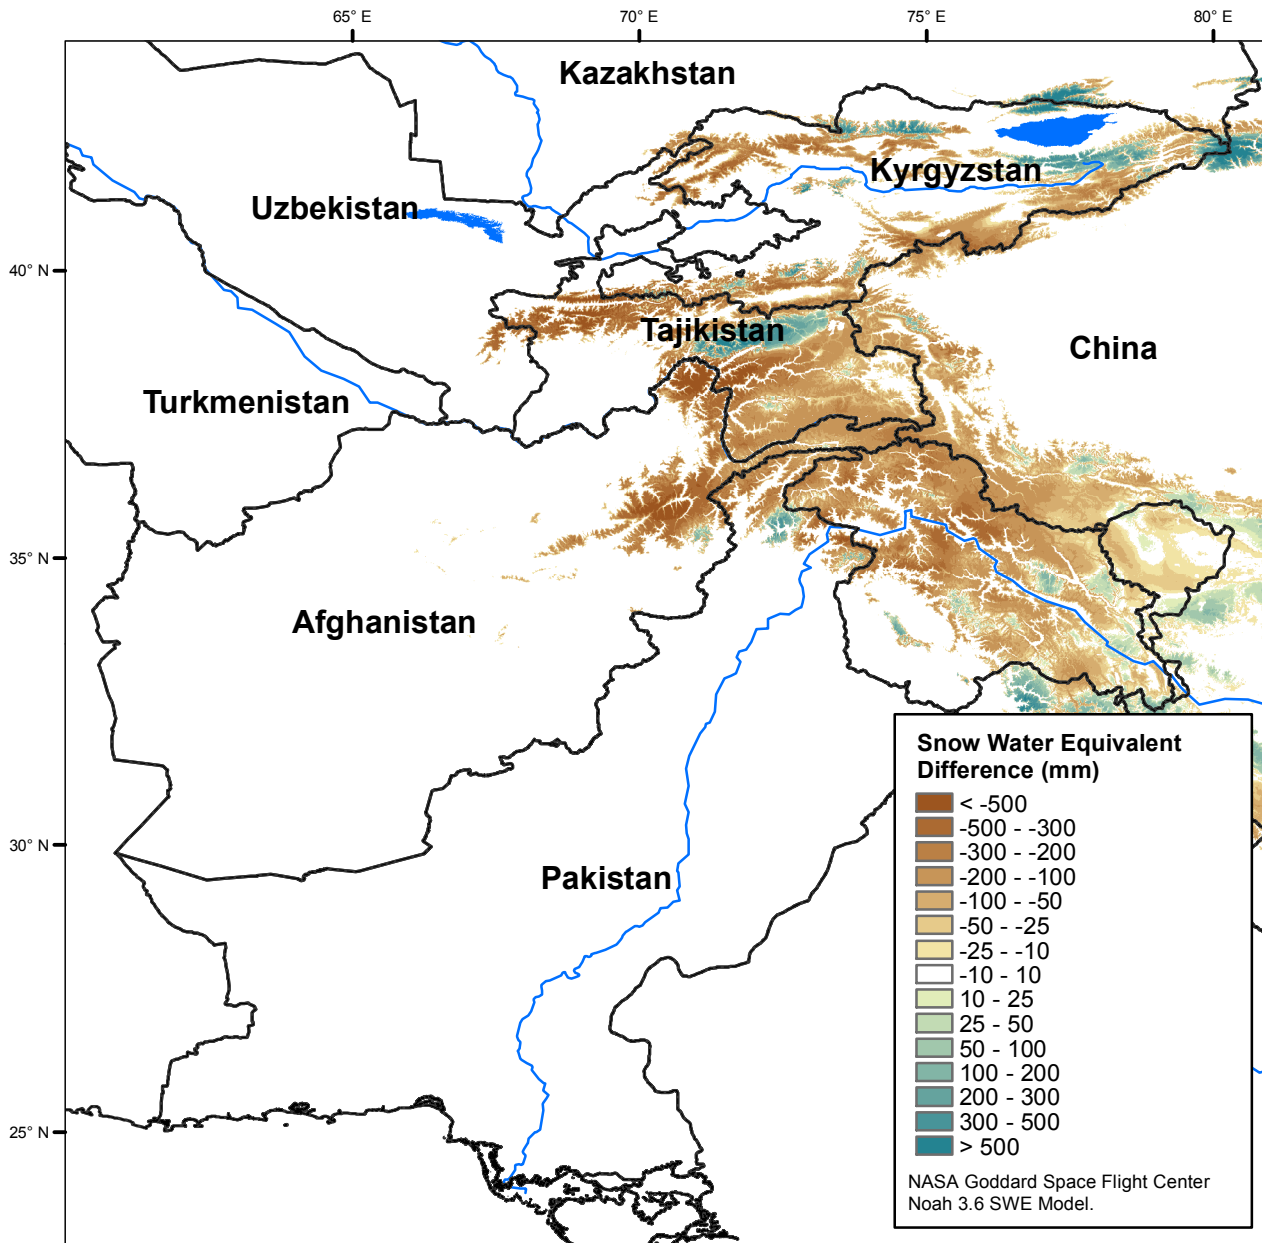 65° E
70° E
75° E
80° E
Kazakhstan
Kyrgyzstan
Uzbekistan
40° N
Tajikistan
China
Turkmenistan
35° N
Afghanistan
30° N
Pakistan
25° N
Snow Water Equivalent
Difference (mm)
< -500
-500 - -300
-300 - -200
-200 - -100
-100 - -50
-50 - -25
-25 - -10
-10 - 10
10 - 25
25 - 50
50 - 100
100 - 200
200 - 300
300 - 500
> 500
NASA Goddard Space Flight Center
Noah 3.6 SWE Model.